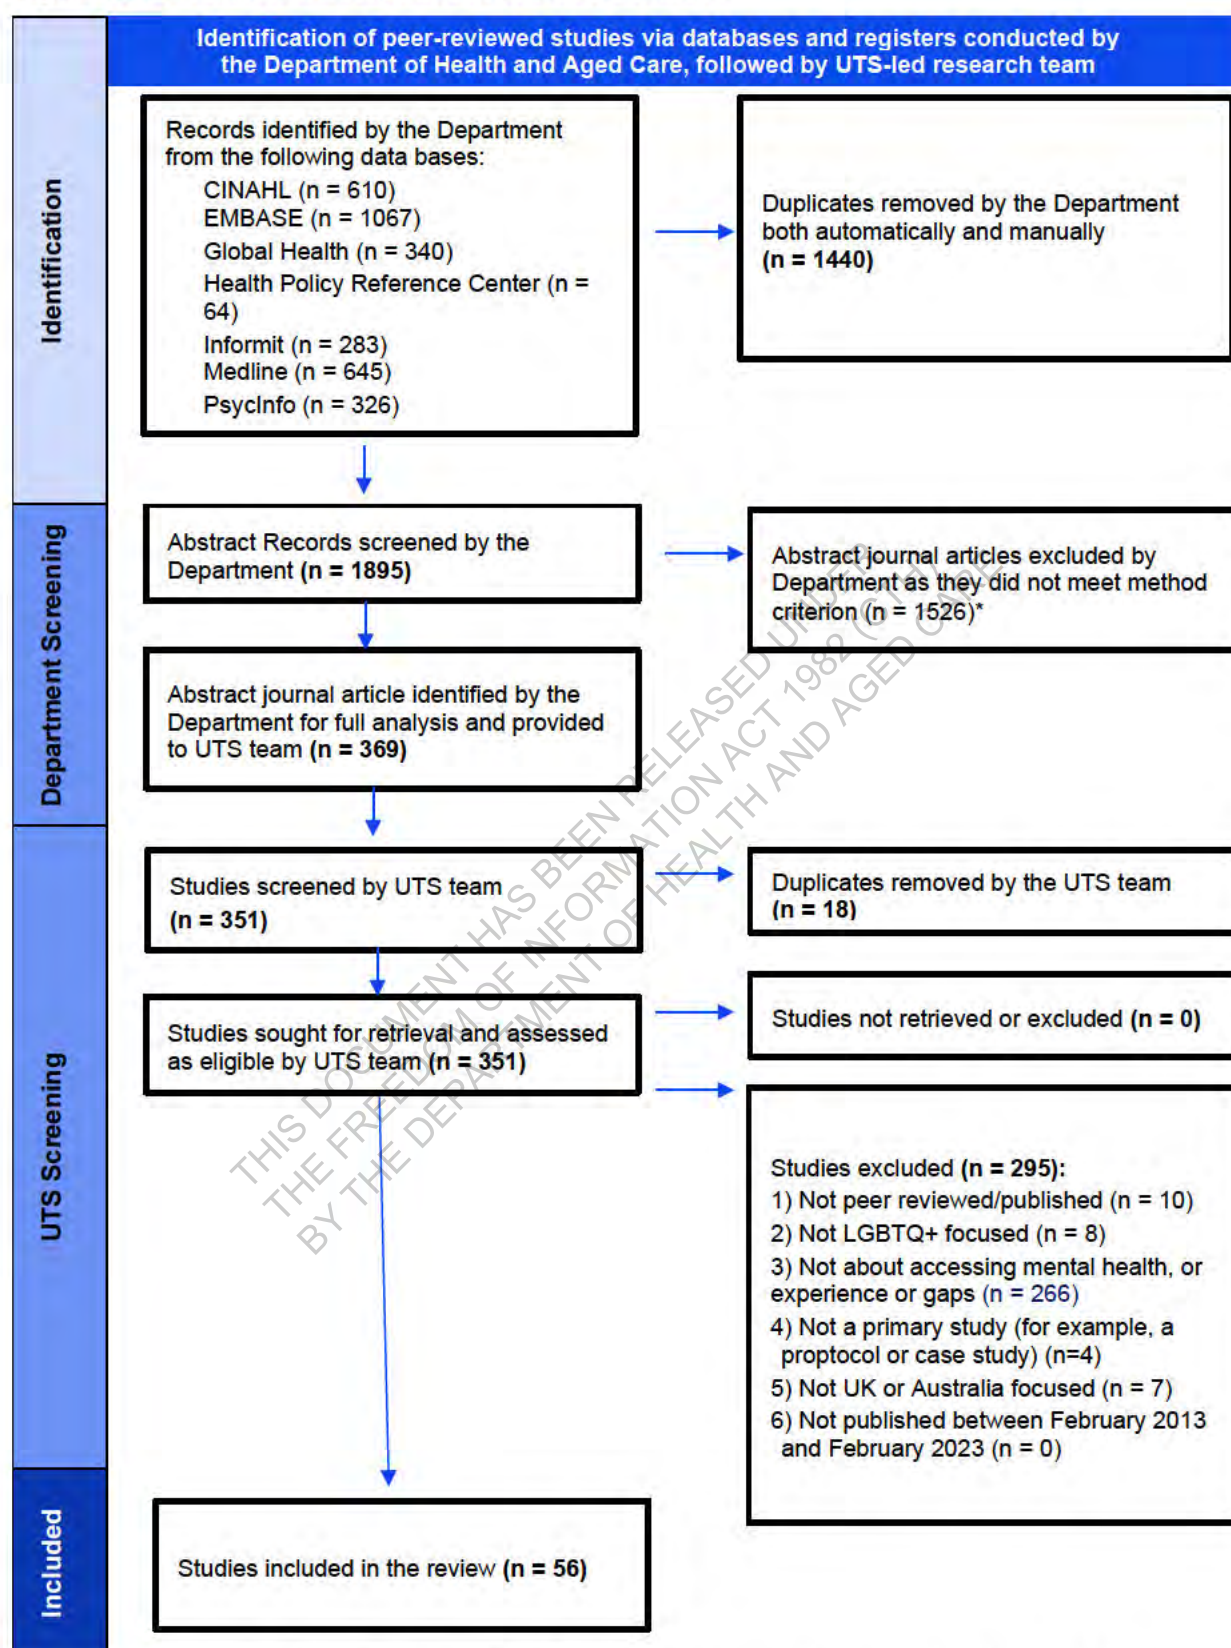 Identification of peer-reviewed studies via databases and registers conducted by
the Department of Health and Aged Care, followed by UTS-led research team
Identification
Records identified by the Department
from the following data bases:
CINAHL (n = 610)
EMBASE (n = 1067)
Global Health (n = 340)
Health Policy Reference Center (n =
64)
Informit (n = 283)
Medline (n = 645)
PsycInfo (n = 326)
Duplicates removed by the Department
both automatically and manually
(n = 1440)
Department Screening
Abstract Records screened by the
Department (n = 1895)
Abstract journal articles excluded by
Department as they did not meet method
criterion (n = 1526)*
Abstract journal article identified by the
Department for full analysis and provided
to UTS team (n = 369)
UTS Screening
Studies screened by UTS team
(n = 351)
Duplicates removed by the UTS team
(n = 18)
Studies sought for retrieval and assessed
as eligible by UTS team (n = 351)
Studies not retrieved or excluded (n = 0)
Studies excluded (n = 295):
1) Not peer reviewed/published (n = 10)
2) Not LGBTQ+ focused (n = 8)
3) Not about accessing mental health, or
experience or gaps (n = 266)
4) Not a primary study (for example, a
proptocol or case study) (n=4)
5) Not UK or Australia focused (n = 7)
6) Not published between February 2013
and February 2023 (n = 0)
Included
Studies included in the review (n = 56)
THIS DOCUMENT HAS BEEN RELEASED UNDER
THE FREEDOM OF INFORMATION ACT 1982 (CTH)
BY THE DEPARTMENT OF HEALTH AND AGED CARE